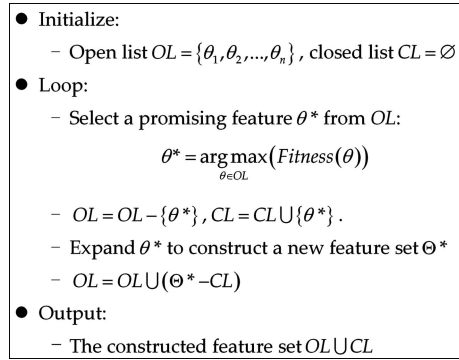 ● Initialize:
− Open list OL = {θ₁,θ₂,...,θₙ} , closed list CL = ∅
● Loop:
− Select a promising feature θ* from OL:
θ* = arg max(Fitness(θ))
θ∈OL
− OL = OL − {θ*} , CL = CL ∪ {θ*} .
− Expand θ* to construct a new feature set Θ*
− OL = OL ∪ (Θ* − CL)
● Output:
− The constructed feature set OL ∪ CL